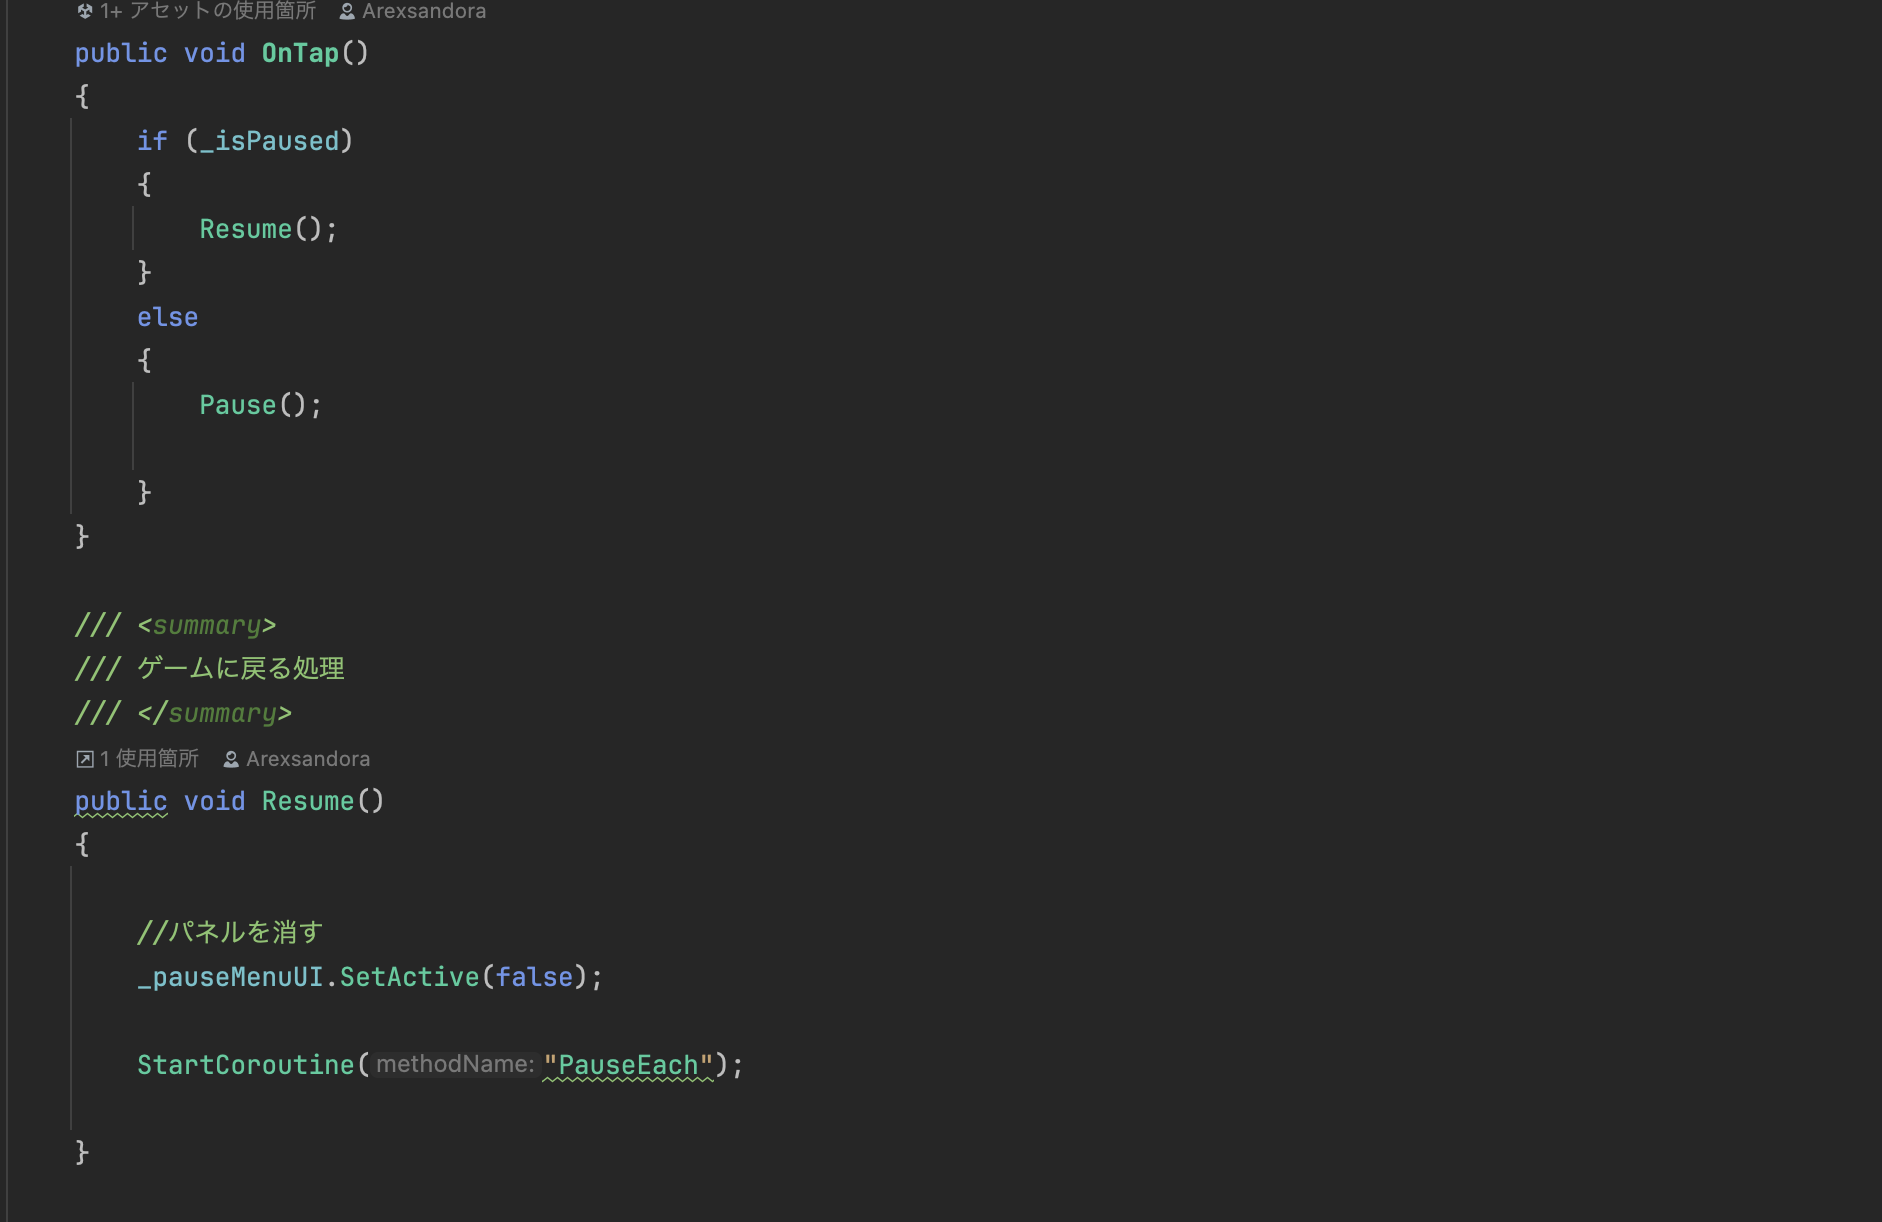 1+ アセットの使用箇所 Arexsandora
public void OnTap()
{
if (_isPaused)
{
Resume();
}
else
{
Pause();
}
}
/// <summary>
/// ゲームに戻る処理
/// </summary>
1 使用箇所 Arexsandora
public void Resume()
{
//パネルを消す
_pauseMenuUI.SetActive(false);
StartCoroutine(methodName: "PauseEach");
}